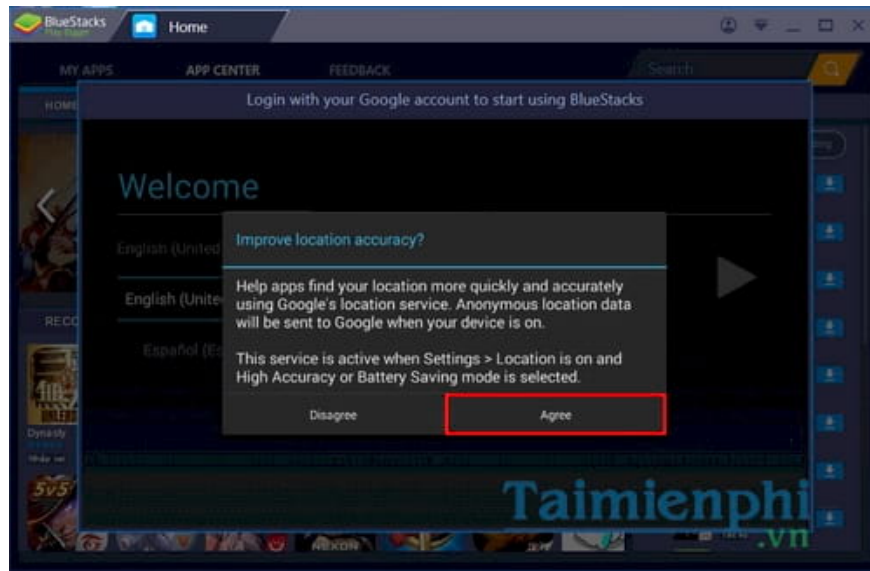 BlueStacks
Home
MY APPS
APP CENTER
FEEDBACK
Search
HOME
Login with your Google account to start using BlueStacks
Welcome
English (United
Improve location accuracy?
Help apps find your location more quickly and accurately
English (Unite
using Google's location service. Anonymous location data
will be sent to Google when your device is on.
RECO
Español (Es
This service is active when Settings > Location is on and
High Accuracy or Battery Saving mode is selected.
Disagree
Agree
Dynasty
5v5
NEXON
Taimienphi
.vn